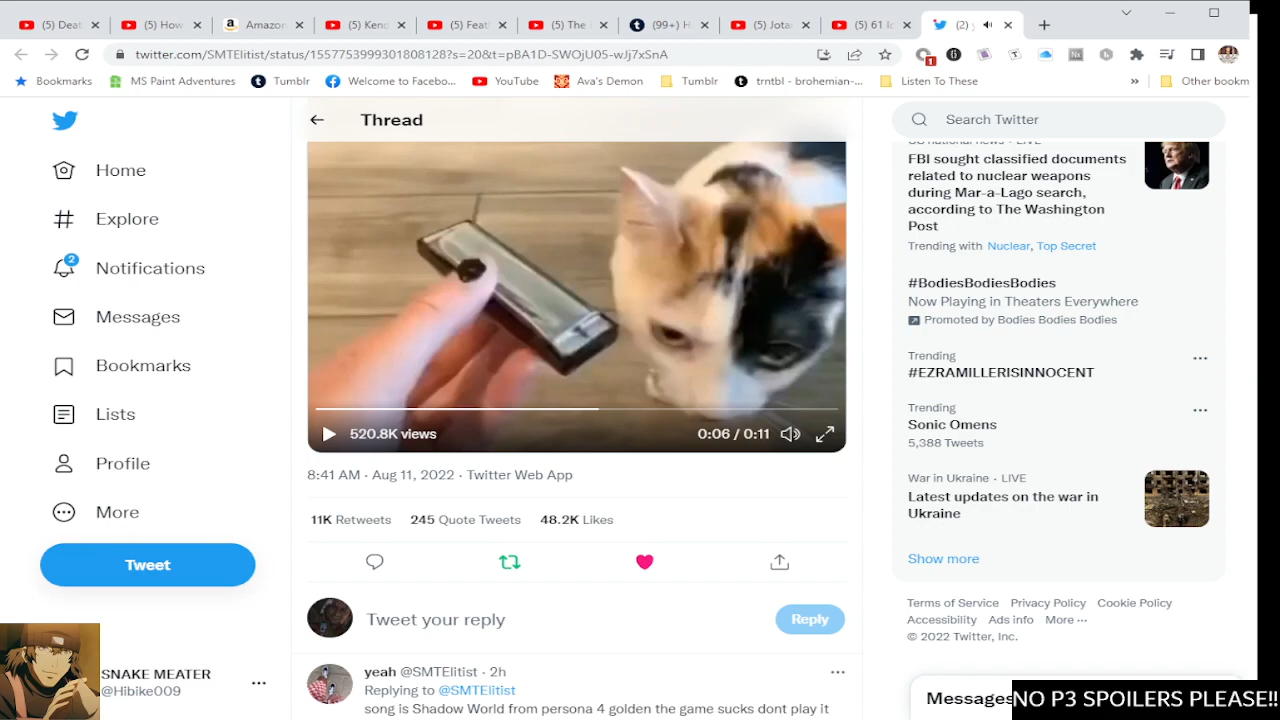 (5) Deat
(5) How
Amazon
(5) Kend
(5) Feat
(5) The
(99+) H
(5) Jota
(5) 61 Ic
(2) y
twitter.com/SMTElitist/status/1557753999301808128?s=20&t=pBA1D-SWOjU05-wJj7xSnA
Bookmarks
MS Paint Adventures
Tumblr
Welcome to Facebo...
YouTube
Ava's Demon
Tumblr
trntbl - brohemian-...
Listen To These
»
Other bookm
Home
Explore
2
Notifications
Messages
Bookmarks
Lists
Profile
More
Tweet
SNAKE MEATER
@Hibike009
Thread
520.8K views
0:06 / 0:11
8:41 AM · Aug 11, 2022 · Twitter Web App
11K Retweets 245 Quote Tweets 48.2K Likes
Tweet your reply
Reply
yeah @SMTElitist · 2h
Replying to @SMTElitist
song is Shadow World from persona 4 golden the game sucks dont play it
Search Twitter
US national news · LIVE
FBI sought classified documents
related to nuclear weapons
during Mar-a-Lago search,
according to The Washington
Post
Trending with Nuclear, Top Secret
#BodiesBodiesBodies
Now Playing in Theaters Everywhere
Promoted by Bodies Bodies Bodies
Trending
#EZRAMILLERISINNOCENT
Trending
Sonic Omens
5,388 Tweets
War in Ukraine · LIVE
Latest updates on the war in
Ukraine
Show more
Terms of Service Privacy Policy Cookie Policy
Accessibility Ads info More ···
© 2022 Twitter, Inc.
Messages
NO P3 SPOILERS PLEASE!!